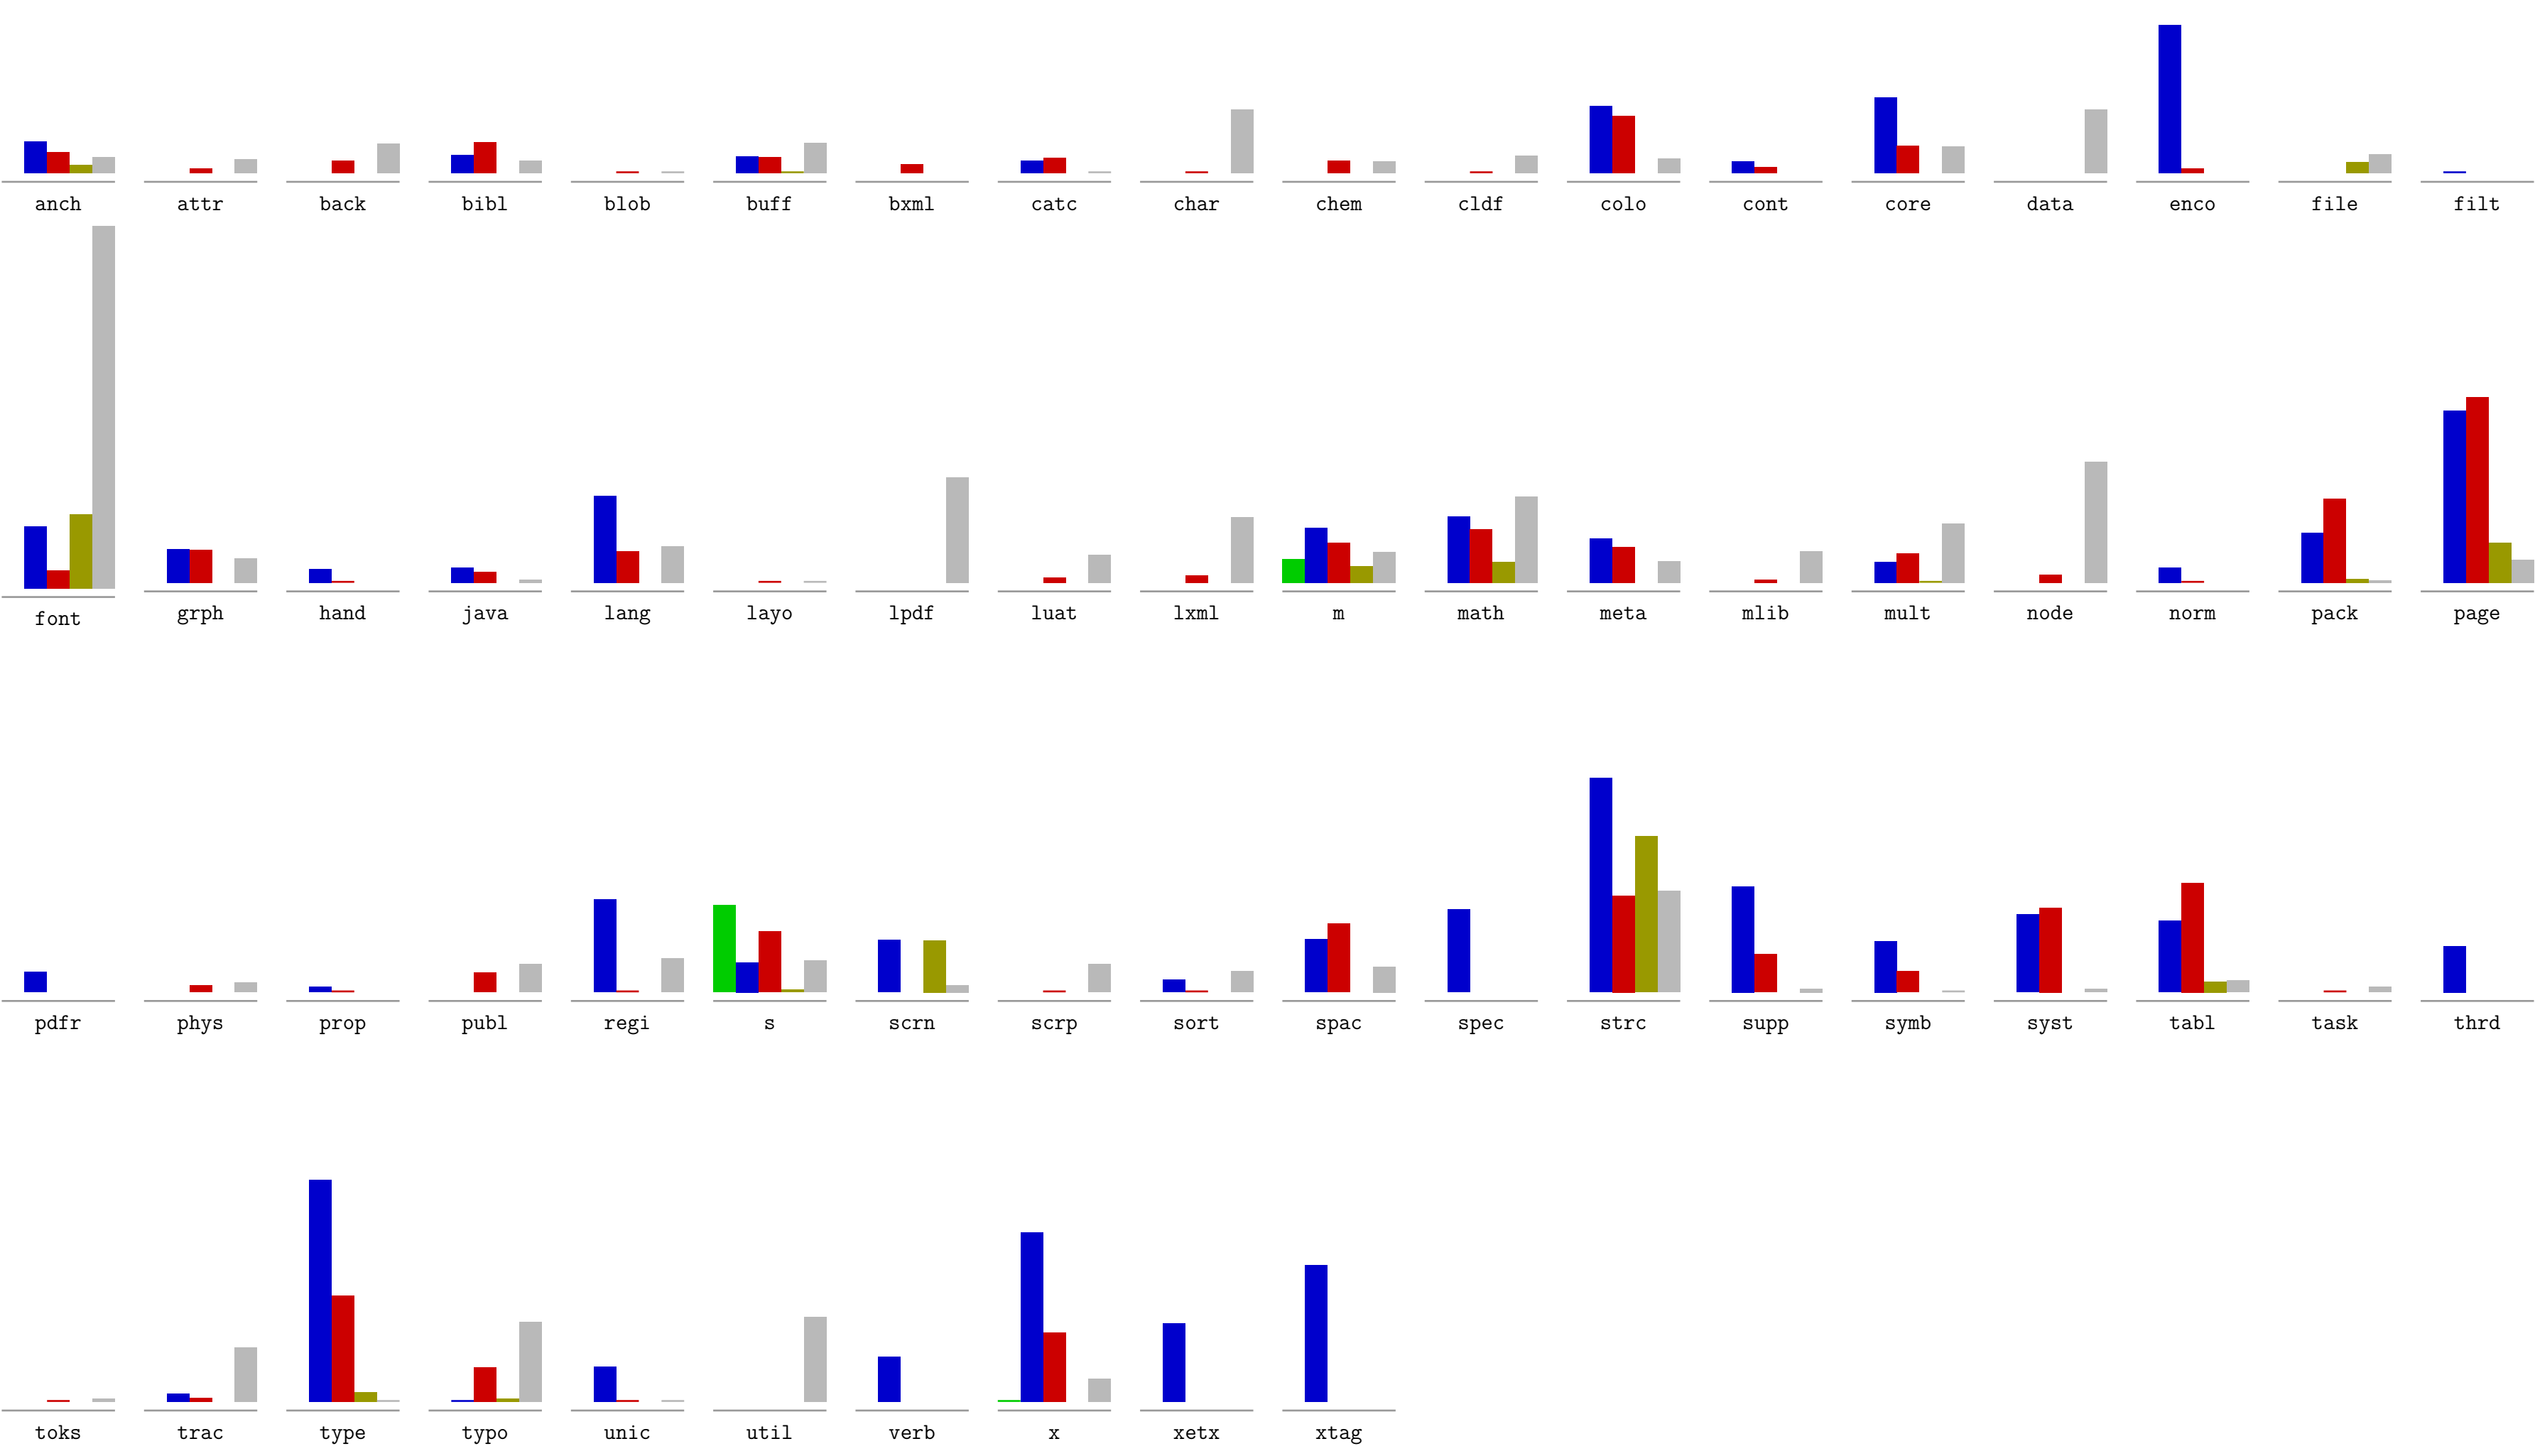 anch attr back bibl blob buff bxml catc char chem cldf colo cont core data enco file filt
font grph hand java lang layo lpdf luat lxml m math meta mlib mult node norm pack page
pdfr phys prop publ regi s scrn scrp sort spac spec strc supp symb syst tabl task thrd
toks trac type typo unic util verb x xetx xtag